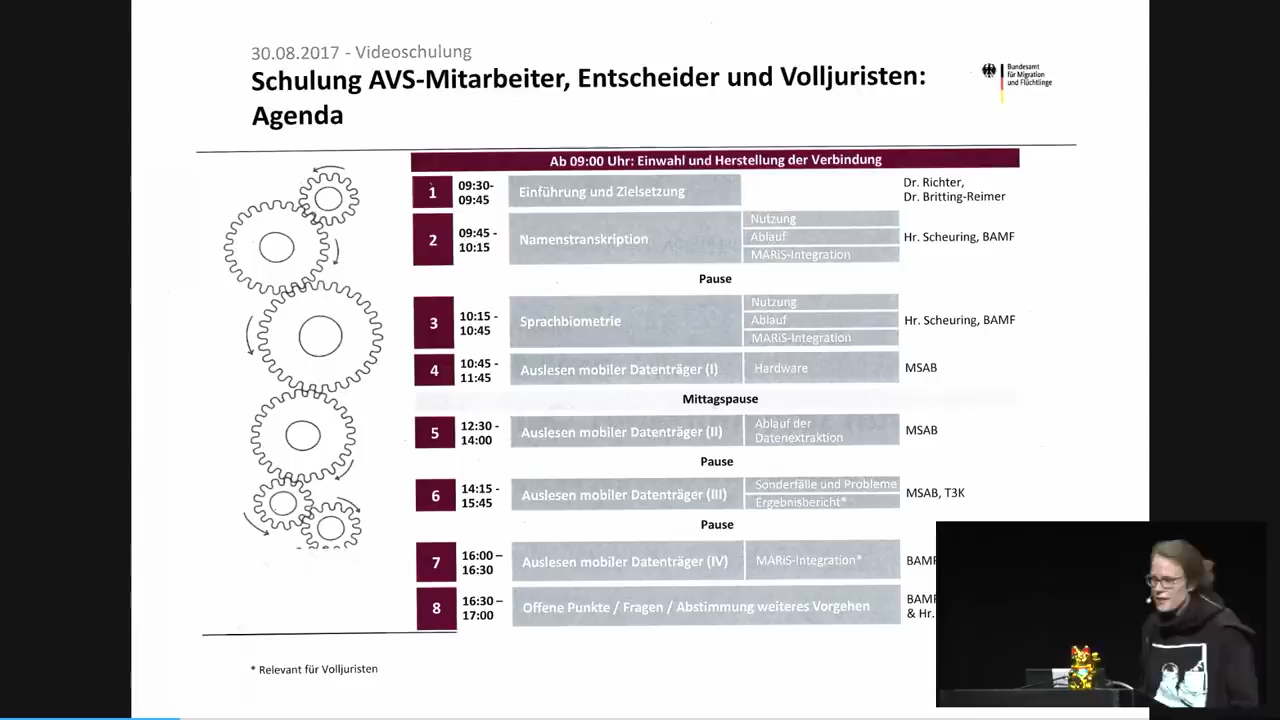 30.08.2017 - Videoschulung
Schulung AVS-Mitarbeiter, Entscheider und Volljuristen:
Agenda
Bundesamt
für Migration
und Flüchtlinge
Ab 09:00 Uhr: Einwahl und Herstellung der Verbindung
1
09:30-
09:45
Einführung und Zielsetzung
Dr. Richter,
Dr. Britting-Reimer
2
09:45 -
10:15
Namenstranskription
Nutzung
Ablauf
MARiS-Integration
Hr. Scheuring, BAMF
Pause
3
10:15 -
10:45
Sprachbiometrie
Nutzung
Ablauf
MARiS-Integration
Hr. Scheuring, BAMF
4
10:45 -
11:45
Auslesen mobiler Datenträger (I)
Hardware
MSAB
Mittagspause
5
12:30 -
14:00
Auslesen mobiler Datenträger (II)
Ablauf der
Datenextraktion
MSAB
Pause
6
14:15 -
15:45
Auslesen mobiler Datenträger (III)
Sonderfälle und Probleme
Ergebnisbericht*
MSAB, T3K
Pause
7
16:00 –
16:30
Auslesen mobiler Datenträger (IV)
MARiS-Integration*
BAMF
8
16:30 –
17:00
Offene Punkte / Fragen / Abstimmung weiteres Vorgehen
BAMF
& Hr.
* Relevant für Volljuristen